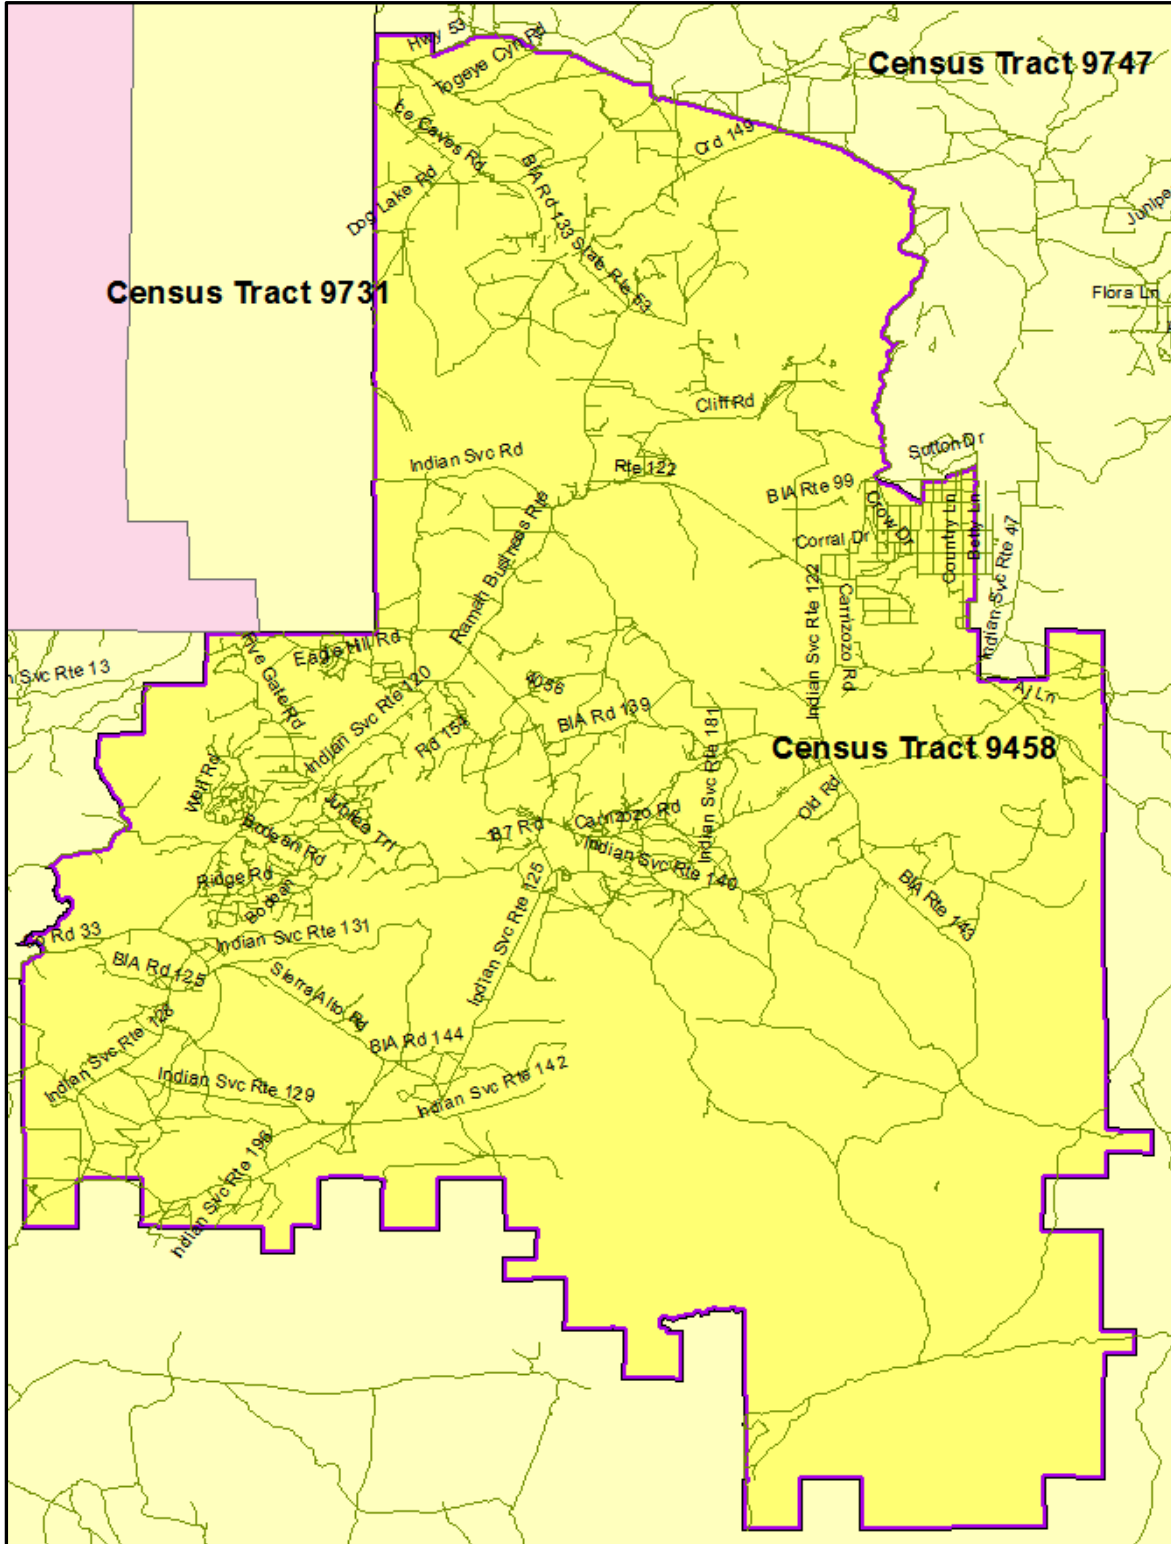 Hwy 53
Togeye Cyn Rd
Census Tract 9747
Ice Caves Rd
Crd 149
BIA Rd 133
Dog Lake Rd
Junipe
State Rte 53
Census Tract 9731
Flora Ln
Cliff Rd
Sutton Dr
Indian Svc Rd
Rte 122
BIA Rte 99
Crow Dr
Country Ln
Betty Ln
Corral Dr
Indian Svc Rte 47
Ramah Business Rte
Indian Svc Rte 122
Carrizozo Rd
Eagle Hill Rd
n Svc Rte 13
Five Gate Rd
4056
AJ Ln
Indian Svc Rte 120
Rd 154
BIA Rd 139
Indian Svc Rte 181
Census Tract 9458
Well Rd
Old Rd
Carrizozo Rd
B7 Rd
Bodean Rd
Indian Svc Rte 140
Ridge Rd
Bodean
BIA Rte 143
Indian Svc Rte 125
Rd 33
Indian Svc Rte 131
BIA Rd 125
Sierra Alto Rd
Indian Svc Rte 128
BIA Rd 144
Indian Svc Rte 129
Indian Svc Rte 142
Indian Svc Rte 196